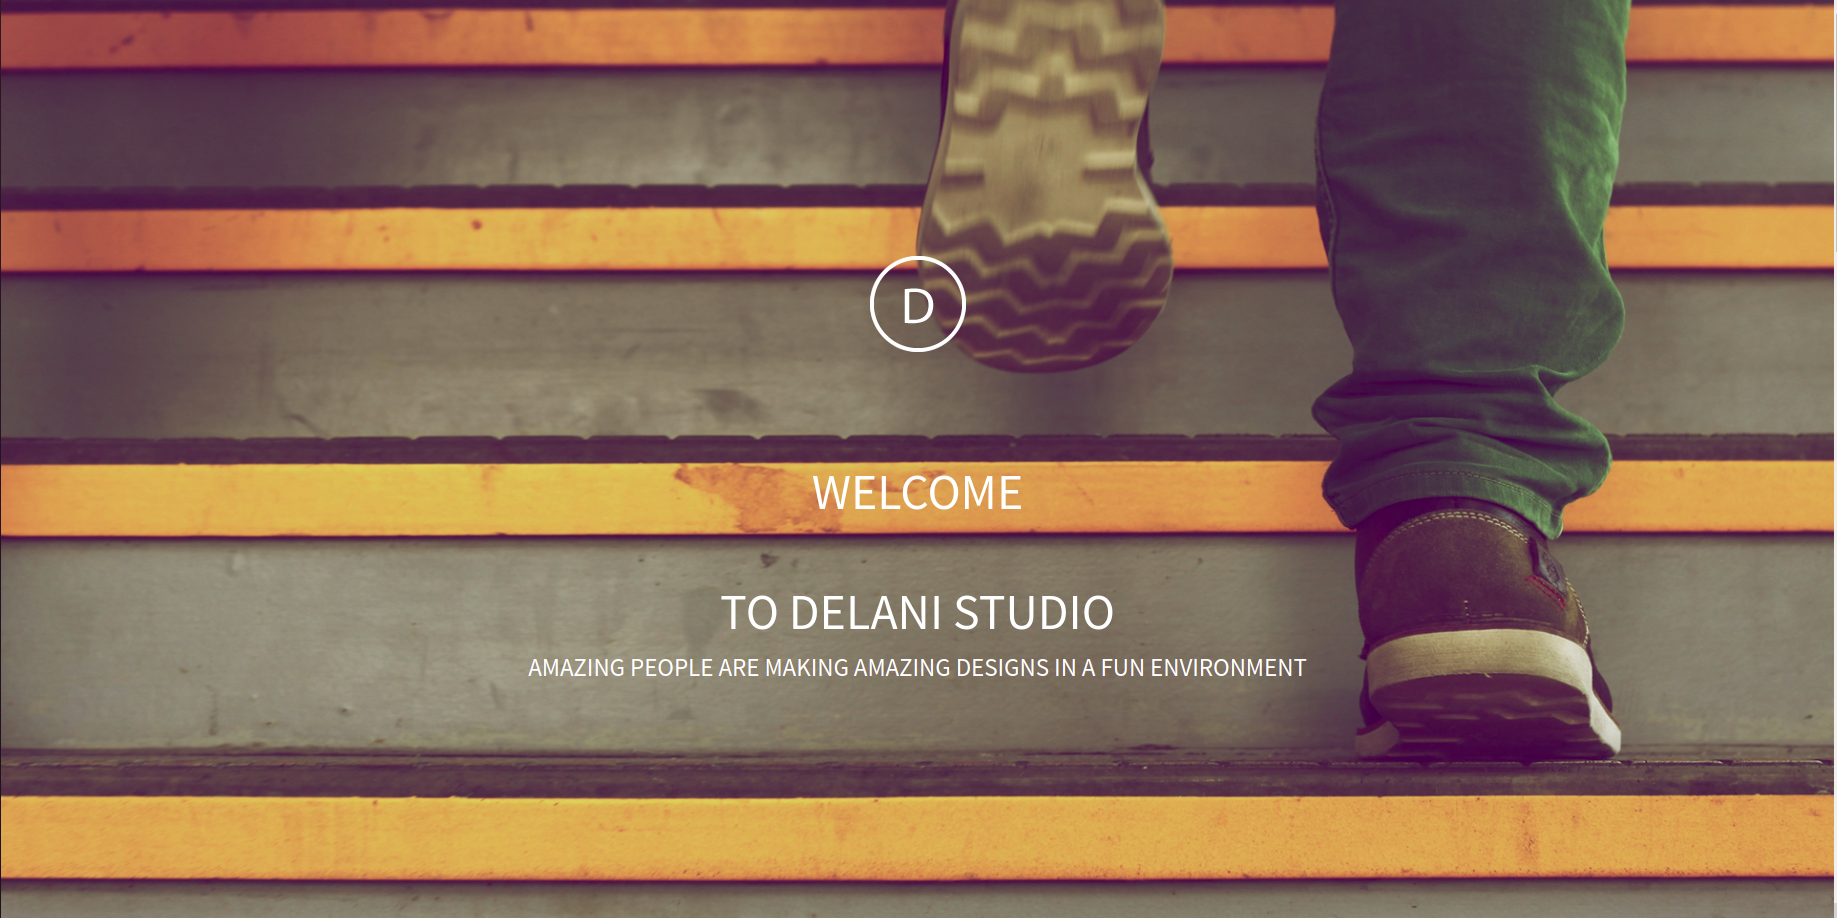 D
WELCOME
TO DELANI STUDIO
AMAZING PEOPLE ARE MAKING AMAZING DESIGNS IN A FUN ENVIRONMENT